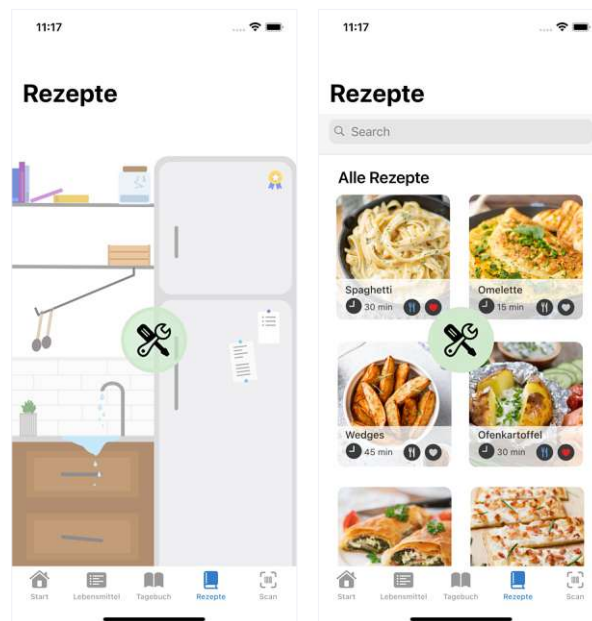 11:17
Rezepte
Start Lebensmittel Tagebuch Rezepte Scan
11:17
Rezepte
Search
Alle Rezepte
Spaghetti
30 min
Omelette
15 min
Wedges
45 min
Ofenkartoffel
30 min
Start Lebensmittel Tagebuch Rezepte Scan